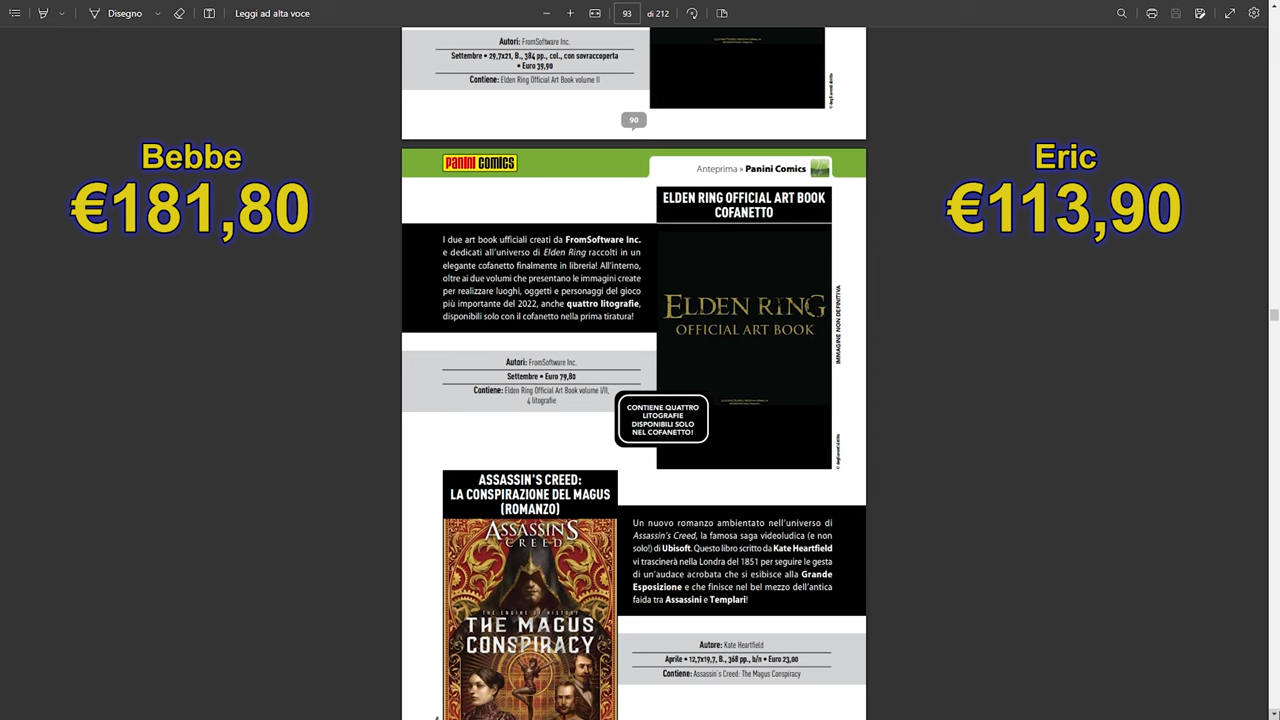 Disegno
Leggi ad alta voce
90
di 212
Autori: FromSoftware Inc.
Settembre • 29,7x21, B., 384 pp., col., con sovraccoperta
• Euro 39,90
Contiene: Elden Ring Official Art Book volume II
90
Bebbe
€181,80
Eric
€113,90
PANINI COMICS
Anteprima » Panini Comics
ELDEN RING OFFICIAL ART BOOK
COFANETTO
I due art book ufficiali creati da FromSoftware Inc.
e dedicati all'universo di Elden Ring raccolti in un
elegante cofanetto finalmente in libreria! All'interno,
oltre ai due volumi che presentano le immagini create
per realizzare luoghi, oggetti e personaggi del gioco
più importante del 2022, anche quattro litografie,
disponibili solo con il cofanetto nella prima tiratura!
ELDEN RING
OFFICIAL ART BOOK
IMMAGINE NON DEFINITIVA
Autori: FromSoftware Inc.
Settembre • Euro 79,80
Contiene: Elden Ring Official Art Book volume I/II,
4 litografie
CONTIENE QUATTRO
LITOGRAFIE
DISPONIBILI SOLO
NEL COFANETTO!
ASSASSIN'S CREED:
LA CONSPIRAZIONE DEL MAGUS
(ROMANZO)
ASSASSIN'S
CREED
THE ENGINE OF HISTORY
THE MAGUS
CONSPIRACY
Un nuovo romanzo ambientato nell'universo di
Assassin's Creed, la famosa saga videoludica (e non
solo!) di Ubisoft. Questo libro scritto da Kate Heartfield
vi trascinerà nella Londra del 1851 per seguire le gesta
di un'audace acrobata che si esibisce alla Grande
Esposizione e che finisce nel bel mezzo dell'antica
faida tra Assassini e Templari!
Autore: Kate Heartfield
Aprile • 12,7x19,7, B., 368 pp., b/n • Euro 23,00
Contiene: Assassin's Creed: The Magus Conspiracy